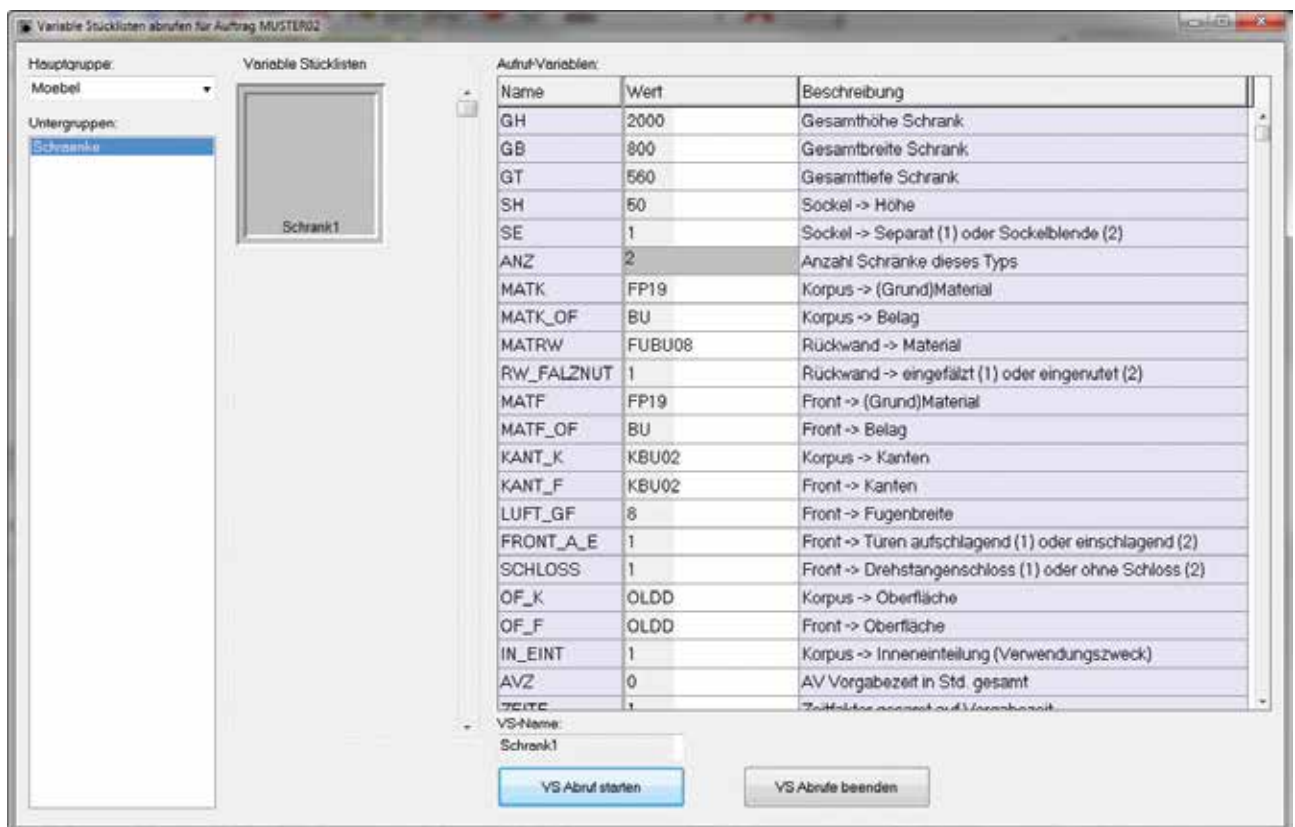 Variable Stücklisten abrufen für Auftrag MUSTER02
Hauptgruppe:
Moebel
Untergruppen:
Schraenke
Variable Stücklisten
Schrank1
Aufruf-Variablen:
Name Wert Beschreibung
GH 2000 Gesamthöhe Schrank
GB 800 Gesamtbreite Schrank
GT 560 Gesamttiefe Schrank
SH 50 Sockel -> Höhe
SE 1 Sockel -> Separat (1) oder Sockelblende (2)
ANZ 2 Anzahl Schränke dieses Typs
MATK FP19 Korpus -> (Grund)Material
MATK_OF BU Korpus -> Belag
MATRW FUBU08 Rückwand -> Material
RW_FALZNUT 1 Rückwand -> eingefälzt (1) oder eingenutet (2)
MATF FP19 Front -> (Grund)Material
MATF_OF BU Front -> Belag
KANT_K KBU02 Korpus -> Kanten
KANT_F KBU02 Front -> Kanten
LUFT_GF 8 Front -> Fugenbreite
FRONT_A_E 1 Front -> Türen aufschlagend (1) oder einschlagend (2)
SCHLOSS 1 Front -> Drehstangenschloss (1) oder ohne Schloss (2)
OF_K OLDD Korpus -> Oberfläche
OF_F OLDD Front -> Oberfläche
IN_EINT 1 Korpus -> Inneneinteilung (Verwendungszweck)
AVZ 0 AV Vorgabezeit in Std. gesamt
ZEITF 1 Zeitfaktor gesamt auf Vorgabezeit
VS-Name:
Schrank1
VS Abruf starten
VS Abrufe beenden